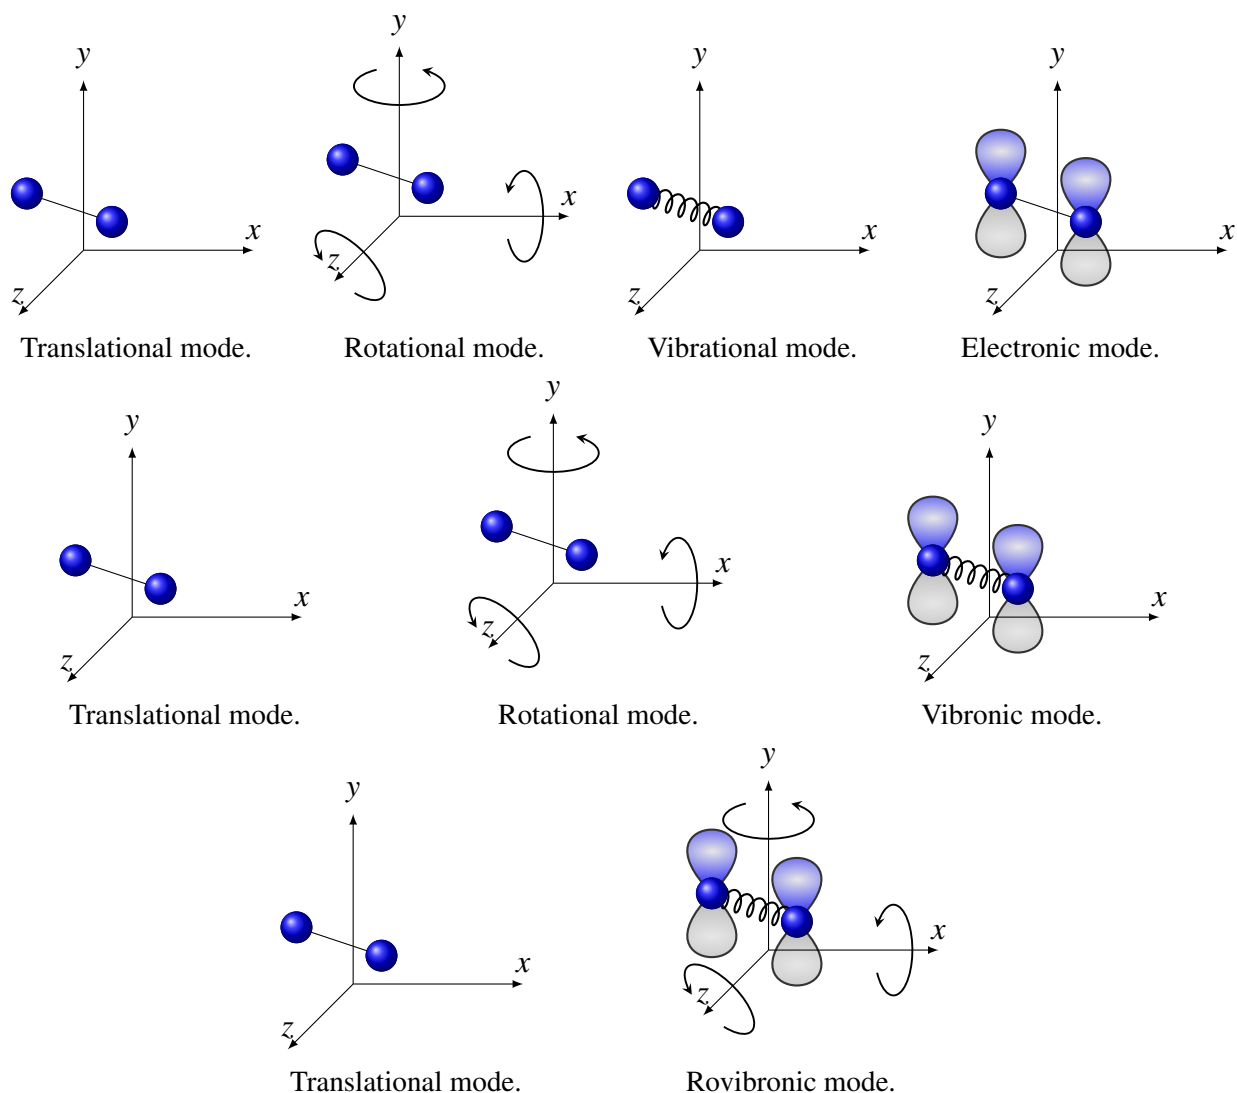 y y y y
x x x x
z z z z
Translational mode. Rotational mode. Vibrational mode. Electronic mode.
y y y
x x x
z z z
Translational mode. Rotational mode. Vibronic mode.
y y
x x
z z
Translational mode. Rovibronic mode.